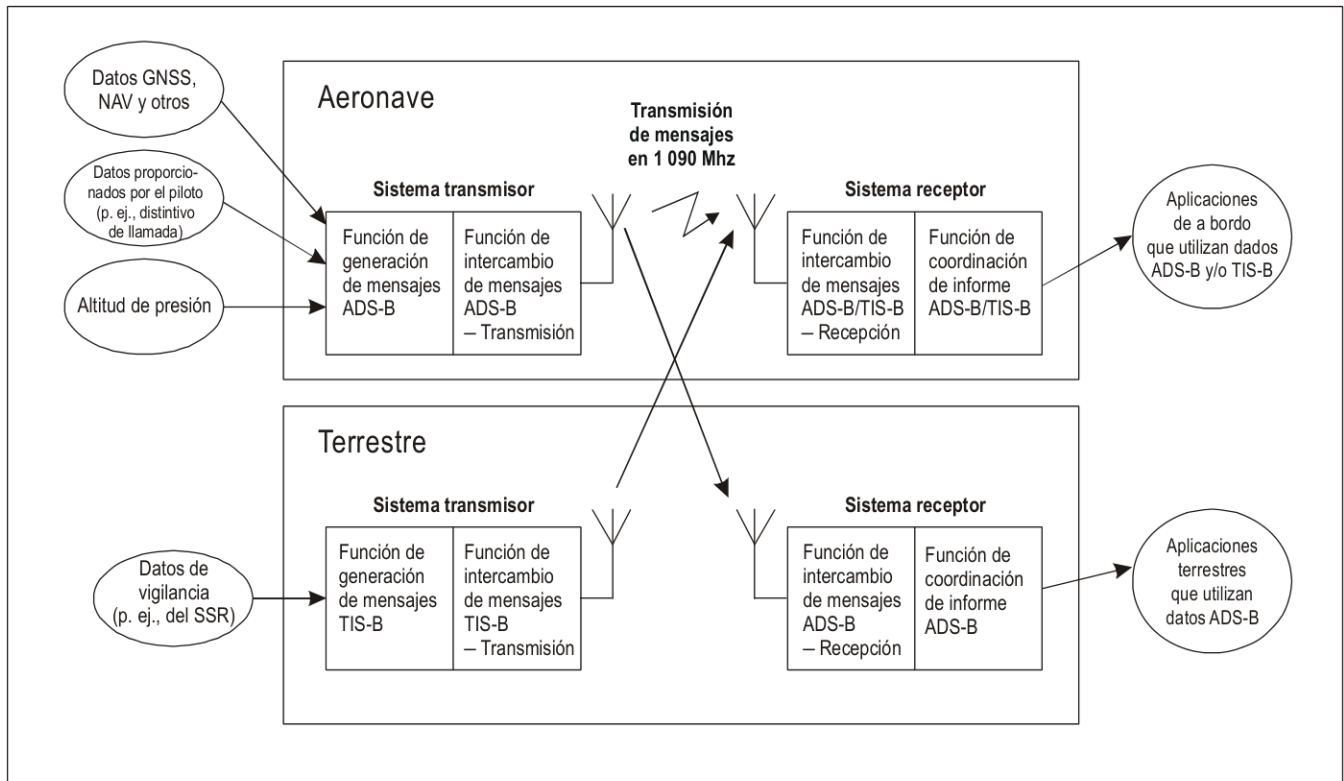 Datos GNSS,
NAV y otros
Datos proporcio-
nados por el piloto
(p. ej., distintivo
de llamada)
Altitud de presión
Aeronave
Transmisión
de mensajes
en 1 090 Mhz
Sistema transmisor
Función de
generación
de mensajes
ADS-B
Función de
intercambio
de mensajes
ADS-B
— Transmisión
Sistema receptor
Función de
intercambio
de mensajes
ADS-B/TIS-B
— Recepción
Función de
coordinación
de informe
ADS-B/TIS-B
Aplicaciones
de a bordo
que utilizan dados
ADS-B y/o TIS-B
Terrestre
Datos de
vigilancia
(p. ej., del SSR)
Sistema transmisor
Función de
generación
de mensajes
TIS-B
Función de
intercambio
de mensajes
TIS-B
— Transmisión
Sistema receptor
Función de
intercambio
de mensajes
ADS-B
— Recepción
Función de
coordinación
de informe
ADS-B
Aplicaciones
terrestres
que utilizan
datos ADS-B